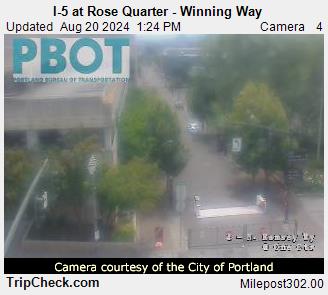 I-5 at Rose Quarter - Winning Way
Updated Aug 20 2024 1:24 PM Camera 4
PBOT
PORTLAND BUREAU OF TRANSPORTATION
Camera courtesy of the City of Portland
TripCheck.com Milepost302.00